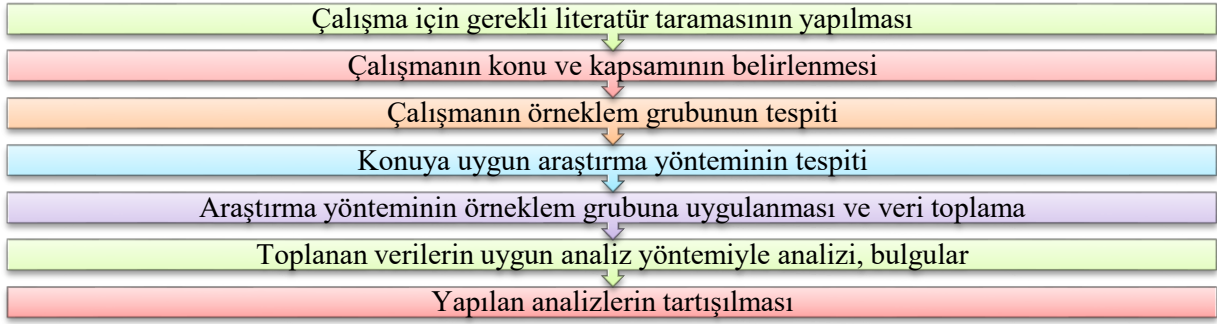 Çalışma için gerekli literatür taramasının yapılması
Çalışmanın konu ve kapsamının belirlenmesi
Çalışmanın örneklem grubunun tespiti
Konuya uygun araştırma yönteminin tespiti
Araştırma yönteminin örneklem grubuna uygulanması ve veri toplama
Toplanan verilerin uygun analiz yöntemiyle analizi, bulgular
Yapılan analizlerin tartışılması